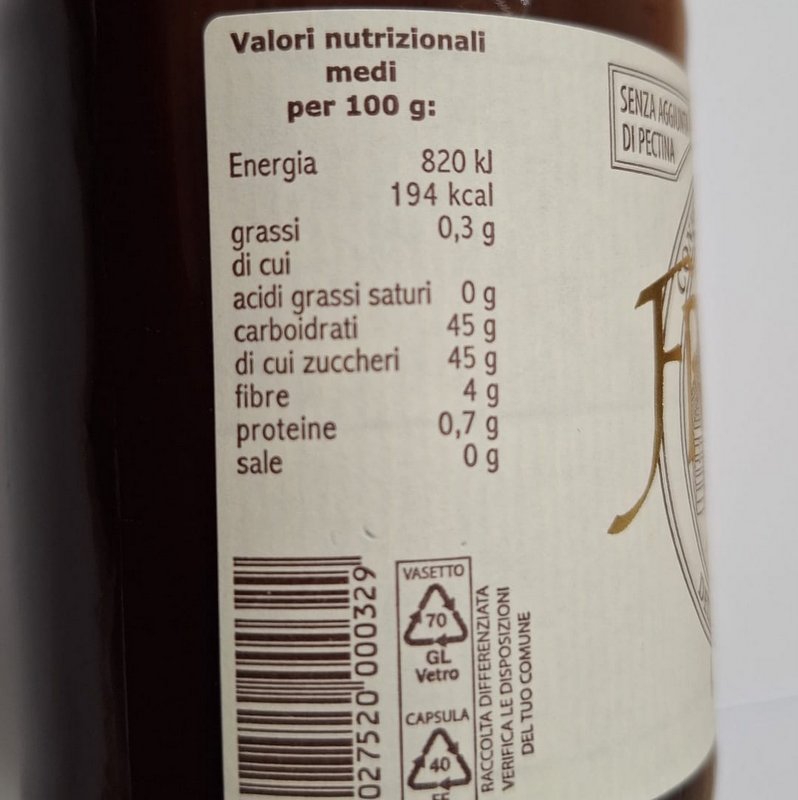 Valori nutrizionali
medi
per 100 g:
Energia 820 kJ
194 kcal
grassi 0,3 g
di cui
acidi grassi saturi 0 g
carboidrati 45 g
di cui zuccheri 45 g
fibre 4 g
proteine 0,7 g
sale 0 g
SENZA AGGIUNTA
DI PECTINA
027520 000329
VASETTO
70
GL
Vetro
CAPSULA
40
RACCOLTA DIFFERENZIATA
VERIFICA LE DISPOSIZIONI
DEL TUO COMUNE